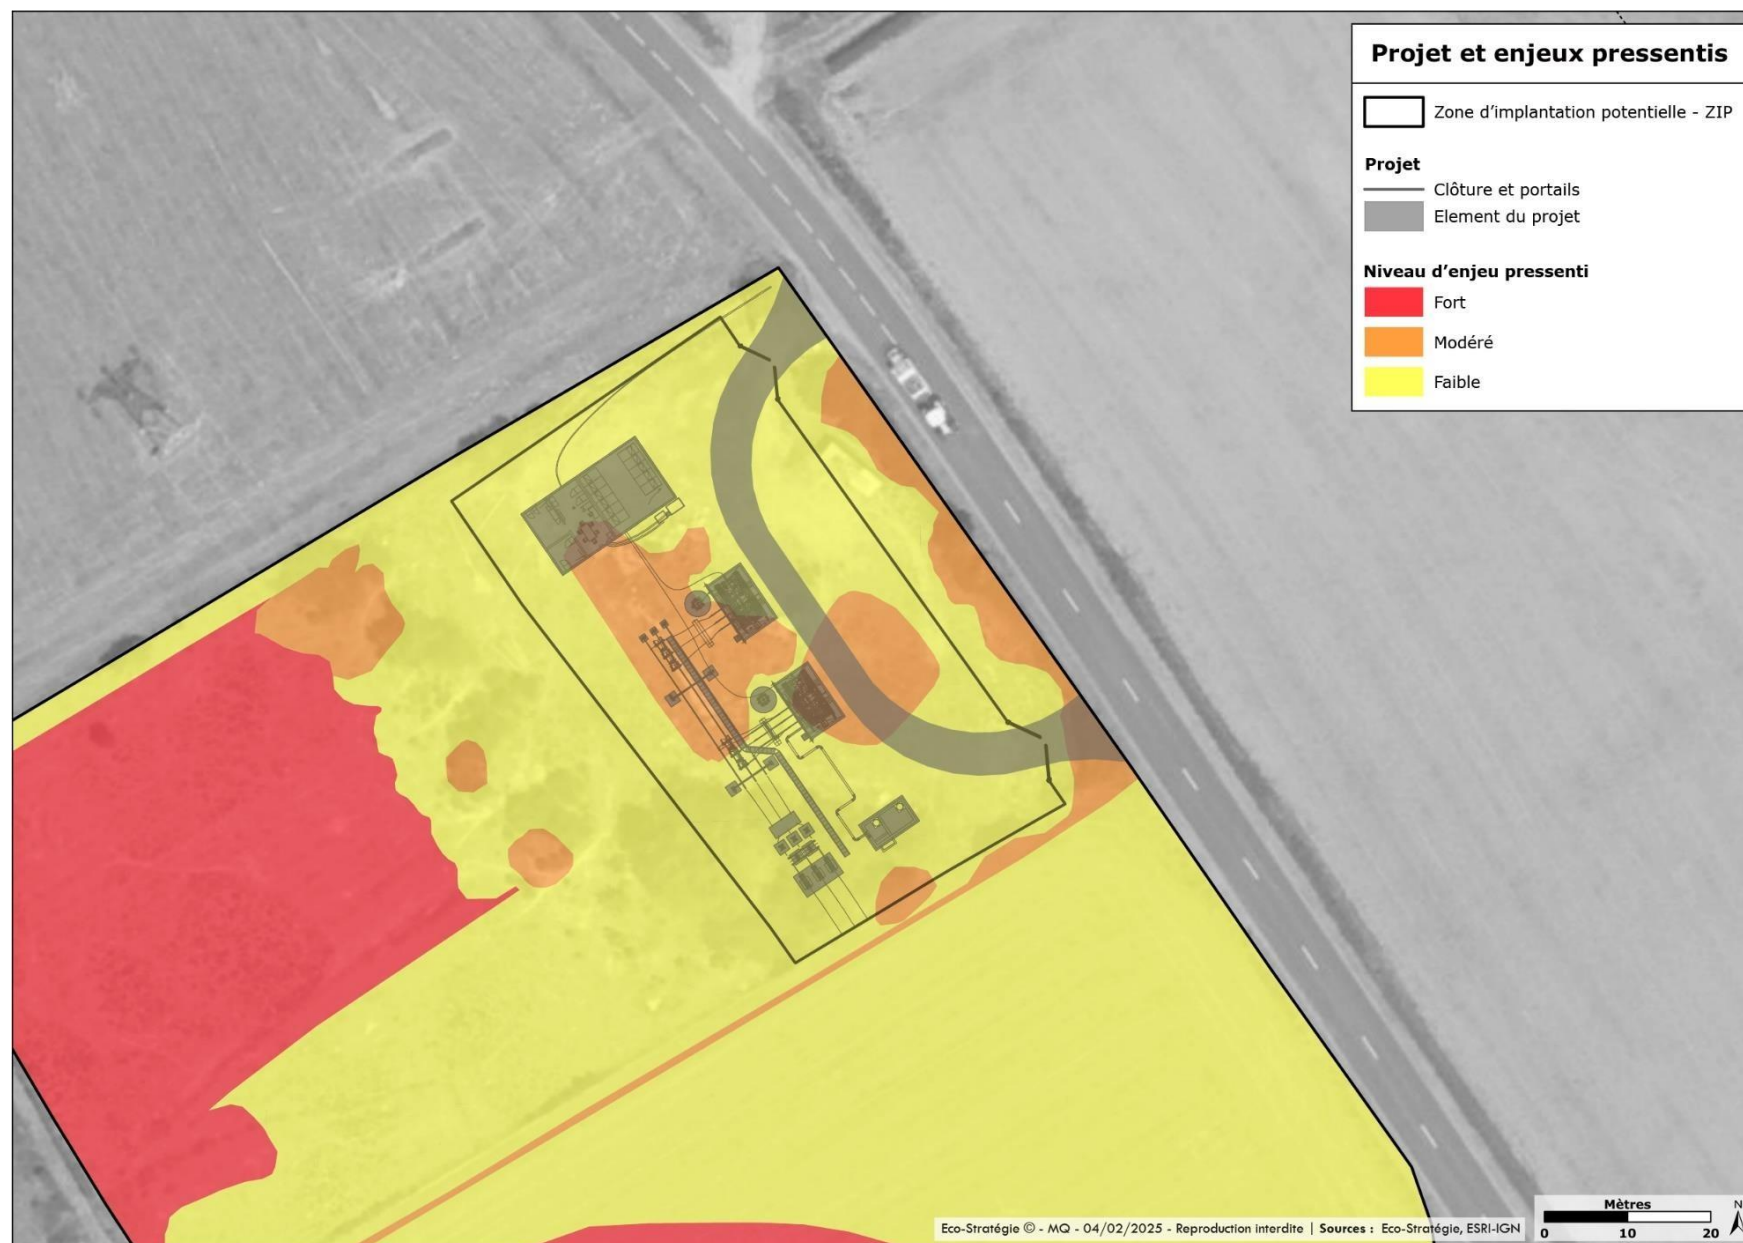 Projet et enjeux pressentis
Zone d'implantation potentielle - ZIP
Projet
Clôture et portails
Element du projet
Niveau d'enjeu pressenti
Fort
Modéré
Faible
Eco-Stratégie © - MQ - 04/02/2025 - Reproduction interdite | Sources : Eco-Stratégie, ESRI-IGN
Mètres
0 10 20
N